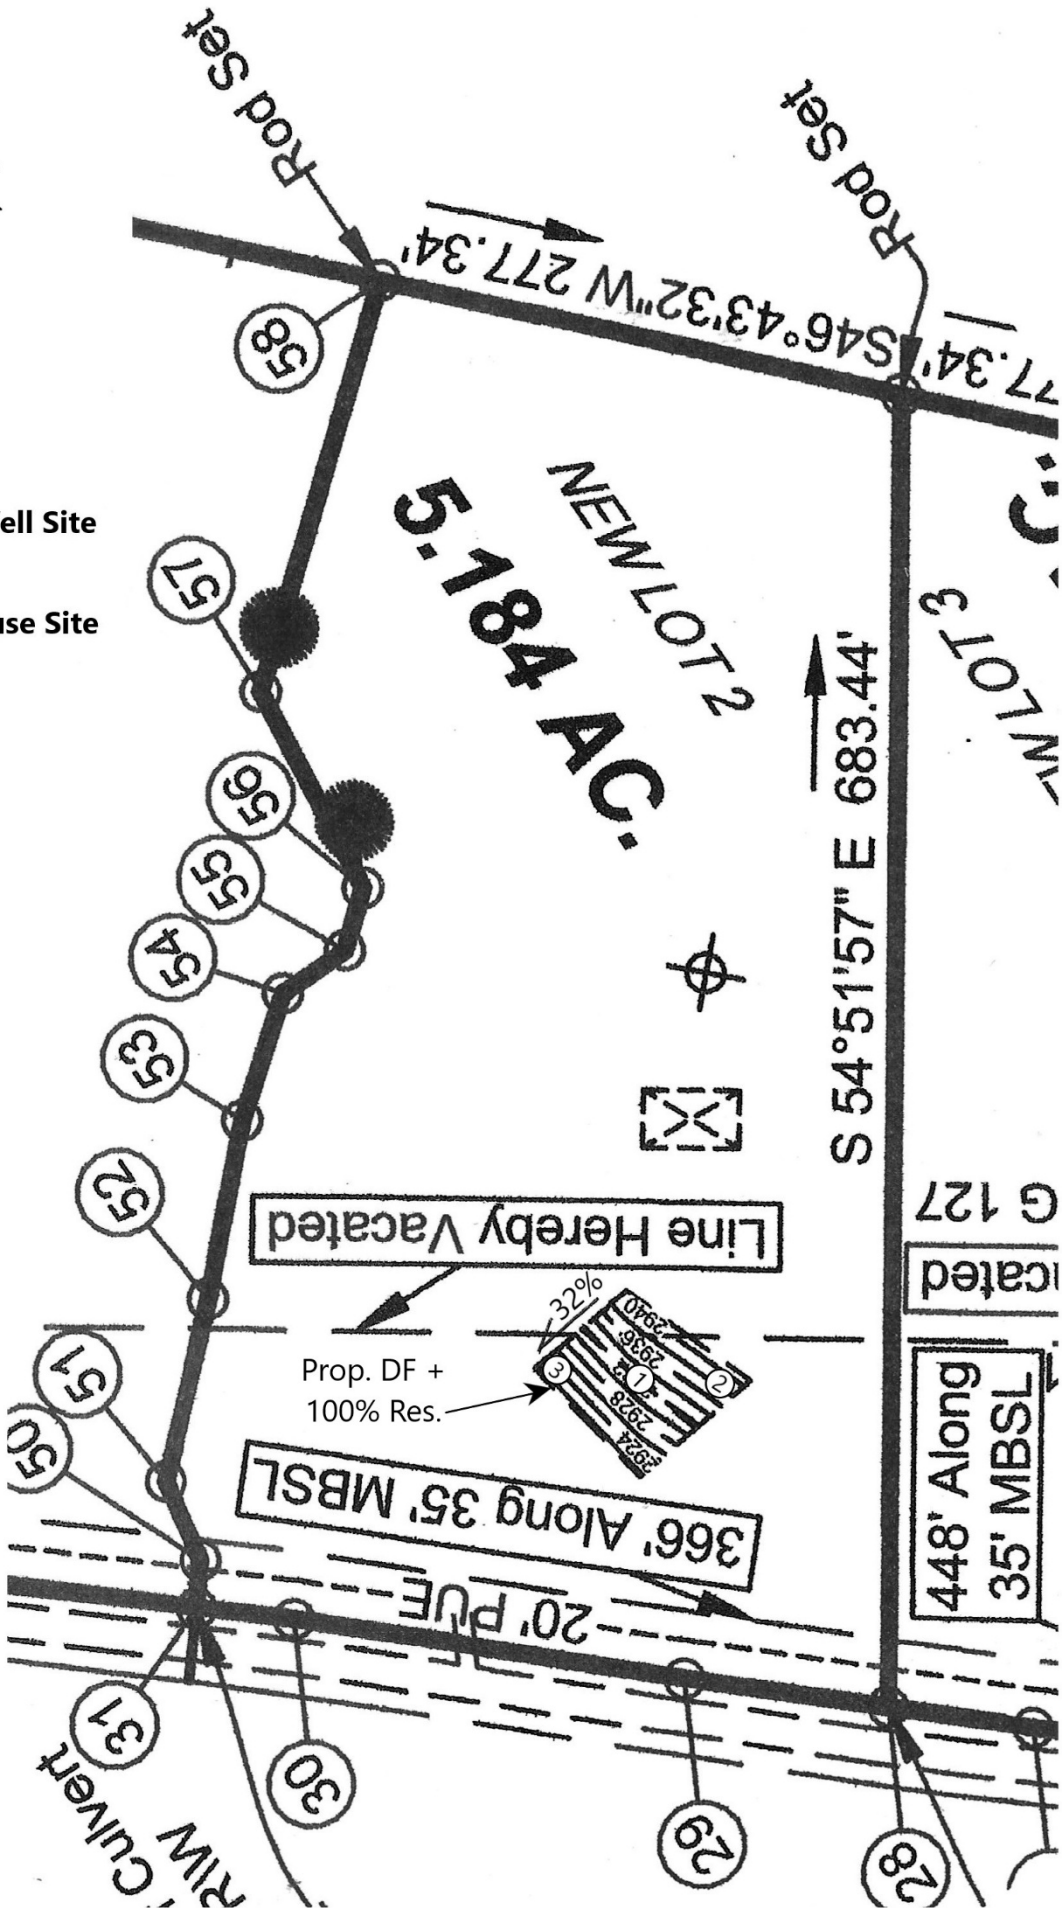 Rod Set
Rod Set
S46°43'32"W 277.34'
77.34'
58
ell Site
use Site
57
56
55
54
53
52
51
50
5.184 AC.
NEW LOT 2
W LOT 3
S 54°51'57" E 683.44'
Line Hereby Vacated
G 127
cated
32%
2940
2936
2928
2924
3
1
2
Prop. DF +
100% Res.
366' Along 35' MBSL
448' Along
35' MBSL
20' PUE
31
30
29
28
Culvert
R/W